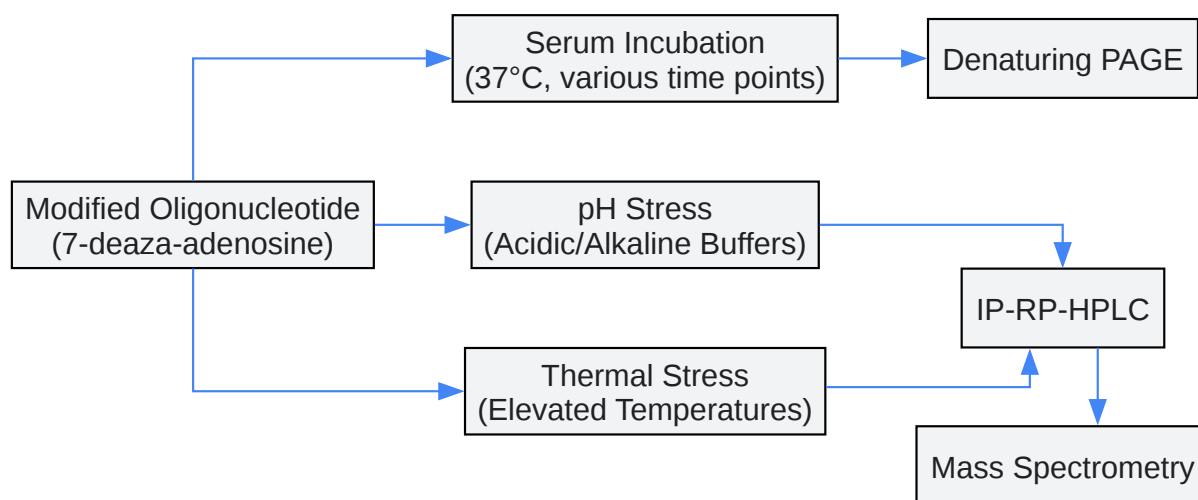 Serum Incubation
(37°C, various time points)
Denaturing PAGE
Modified Oligonucleotide
(7-deaza-adenosine)
pH Stress
(Acidic/Alkaline Buffers)
IP-RP-HPLC
Thermal Stress
(Elevated Temperatures)
Mass Spectrometry